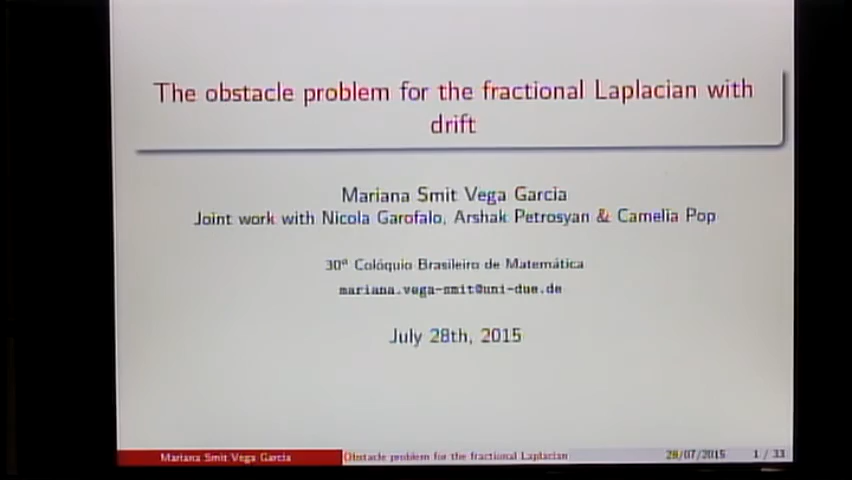 The obstacle problem for the fractional Laplacian with
drift
Mariana Smit Vega Garcia
Joint work with Nicola Garofalo, Arshak Petrosyan & Camelia Pop
30º Colóquio Brasileiro de Matemática
mariana.vega-smit@uni-due.de
July 28th, 2015
Mariana Smit Vega Garcia Obstacle problem for the fractional Laplacian 28/07/2015 1 / 33